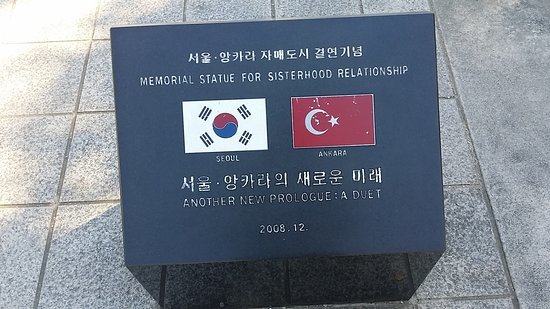 서울·앙카라 자매도시 결연기념
MEMORIAL STATUE FOR SISTERHOOD RELATIONSHIP
SEOUL
ANKARA
서울·앙카라의 새로운 미래
ANOTHER NEW PROLOGUE : A DUET
2008.12.